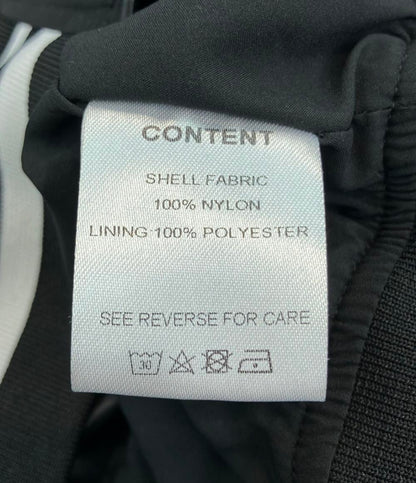 CONTENT
SHELL FABRIC
100% NYLON
LINING 100% POLYESTER
SEE REVERSE FOR CARE
30